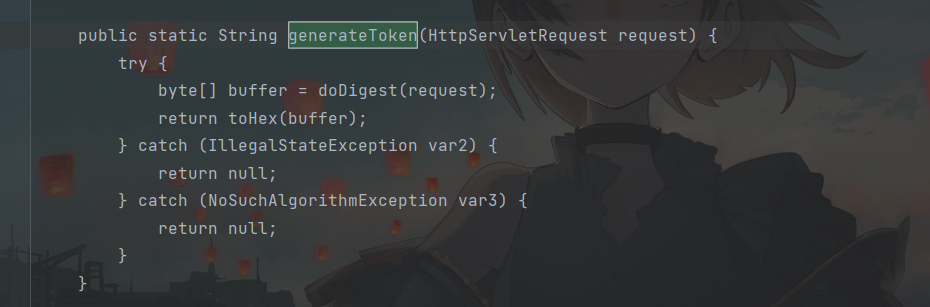 public static String generateToken(HttpServletRequest request) {
try {
byte[] buffer = doDigest(request);
return toHex(buffer);
} catch (IllegalStateException var2) {
return null;
} catch (NoSuchAlgorithmException var3) {
return null;
}
}